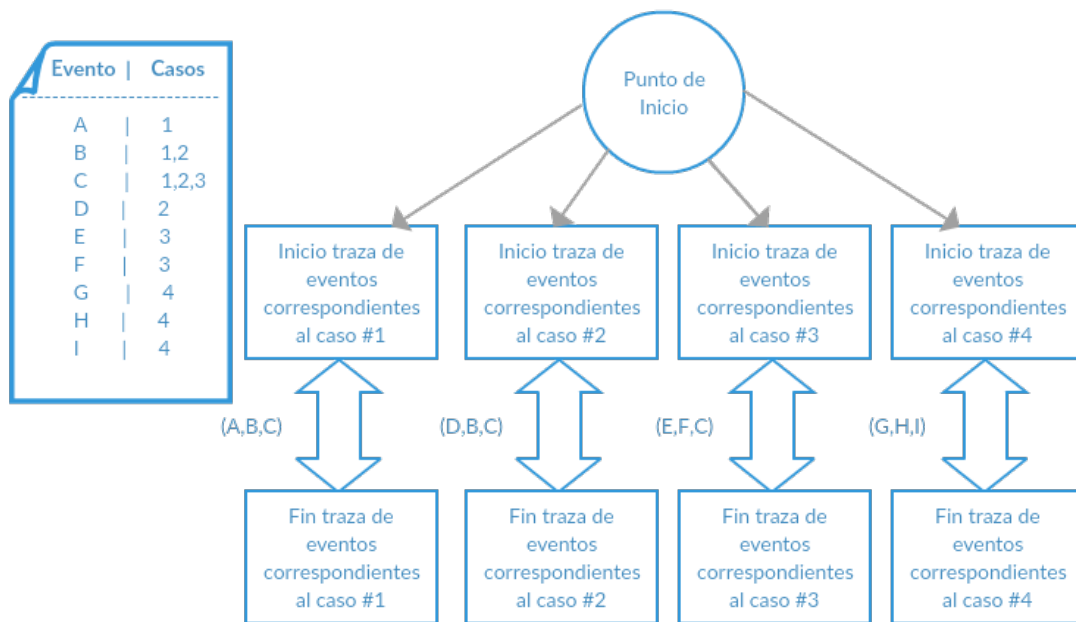 Evento | Casos
A | 1
B | 1,2
C | 1,2,3
D | 2
E | 3
F | 3
G | 4
H | 4
I | 4
Punto de
Inicio
Inicio traza de
eventos
correspondientes
al caso #1
Inicio traza de
eventos
correspondientes
al caso #2
Inicio traza de
eventos
correspondientes
al caso #3
Inicio traza de
eventos
correspondientes
al caso #4
(A,B,C)
(D,B,C)
(E,F,C)
(G,H,I)
Fin traza de
eventos
correspondientes
al caso #1
Fin traza de
eventos
correspondientes
al caso #2
Fin traza de
eventos
correspondientes
al caso #3
Fin traza de
eventos
correspondientes
al caso #4